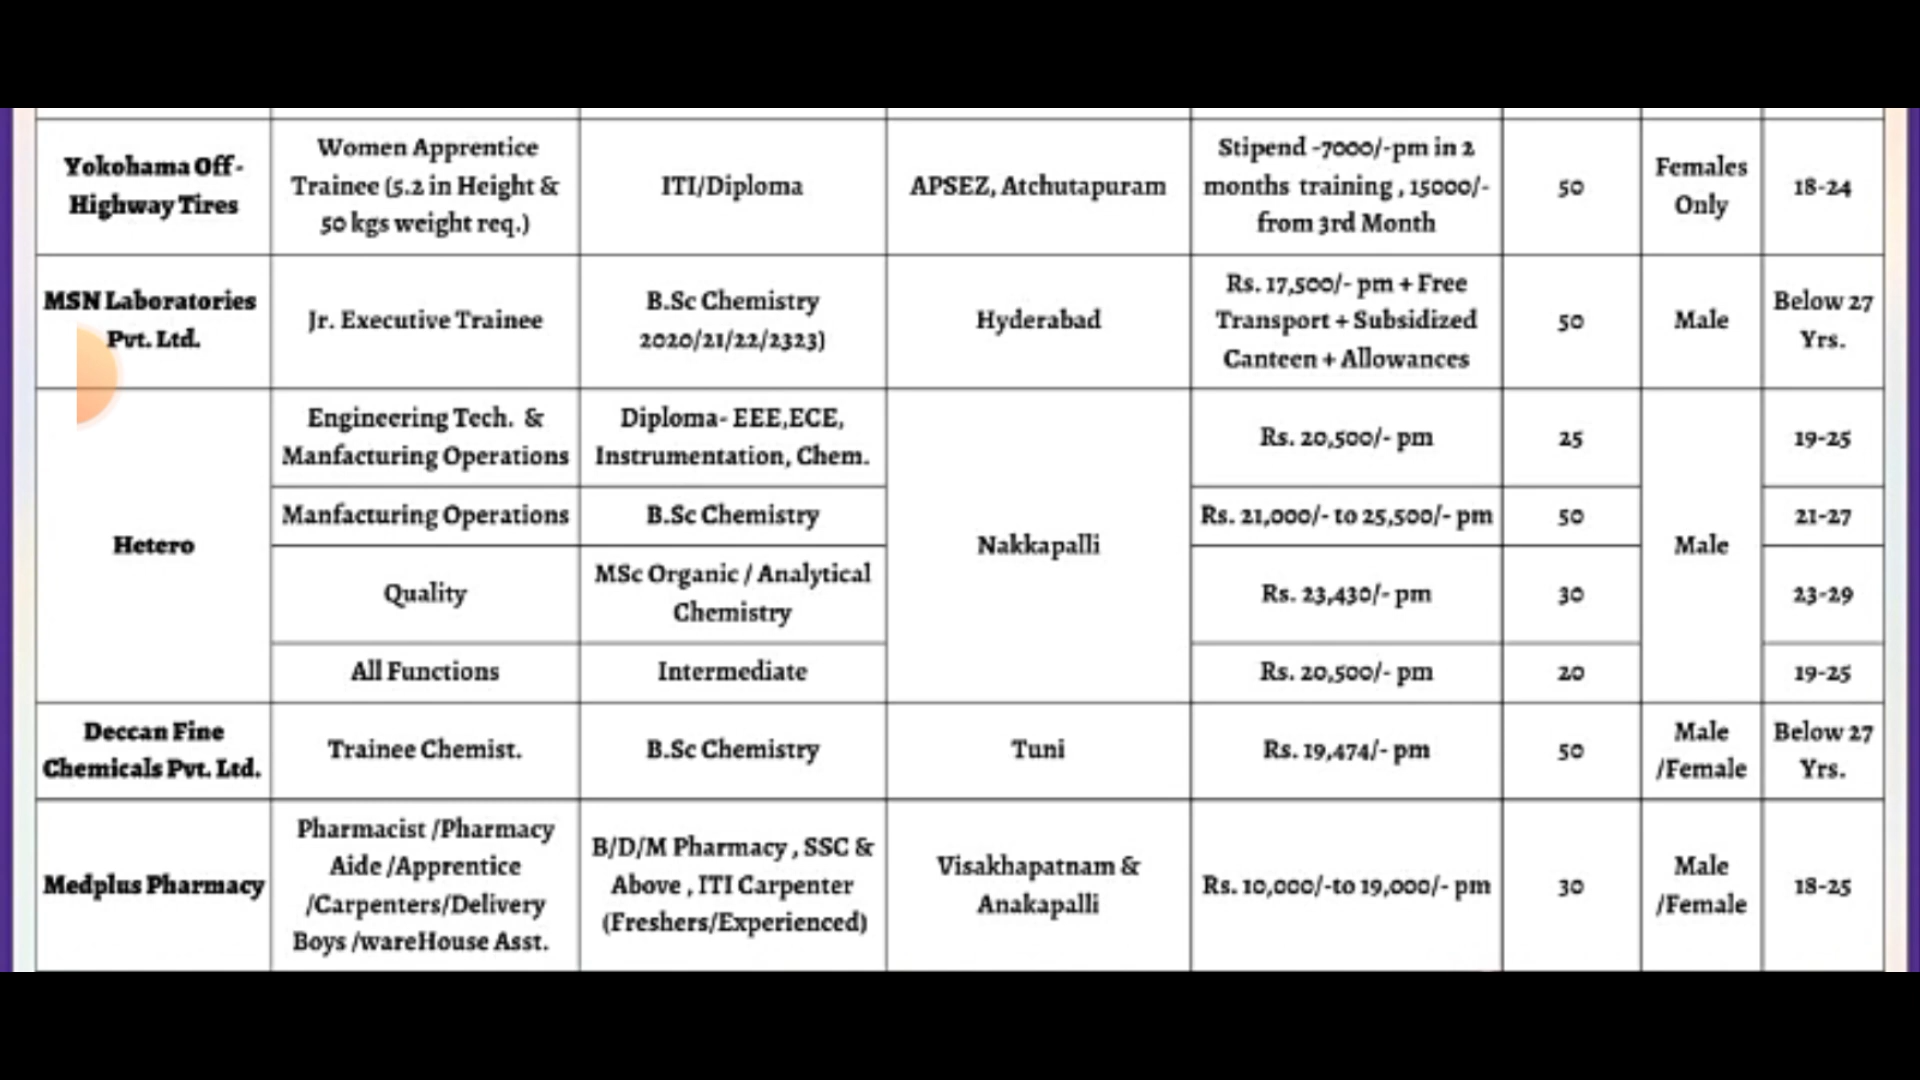 Yokohama Off-
Highway Tires
Women Apprentice
Trainee (5.2 in Height &
50 kgs weight req.)
ITI/Diploma
APSEZ, Atchutapuram
Stipend -7000/-pm in 2
months training , 15000/-
from 3rd Month
50
Females
Only
18-24
MSN Laboratories
Pvt. Ltd.
Jr. Executive Trainee
B.Sc Chemistry
2020/21/22/2323)
Hyderabad
Rs. 17,500/- pm + Free
Transport + Subsidized
Canteen + Allowances
50
Male
Below 27
Yrs.
Hetero
Engineering Tech. &
Manfacturing Operations
Diploma- EEE,ECE,
Instrumentation, Chem.
Nakkapalli
Rs. 20,500/- pm
25
Male
19-25
Manfacturing Operations
B.Sc Chemistry
Rs. 21,000/- to 25,500/- pm
50
21-27
Quality
MSc Organic / Analytical
Chemistry
Rs. 23,430/- pm
30
23-29
All Functions
Intermediate
Rs. 20,500/- pm
20
19-25
Deccan Fine
Chemicals Pvt. Ltd.
Trainee Chemist.
B.Sc Chemistry
Tuni
Rs. 19,474/- pm
50
Male
/Female
Below 27
Yrs.
Medplus Pharmacy
Pharmacist /Pharmacy
Aide /Apprentice
/Carpenters/Delivery
Boys /wareHouse Asst.
B/D/M Pharmacy , SSC &
Above , ITI Carpenter
(Freshers/Experienced)
Visakhapatnam &
Anakapalli
Rs. 10,000/-to 19,000/- pm
30
Male
/Female
18-25